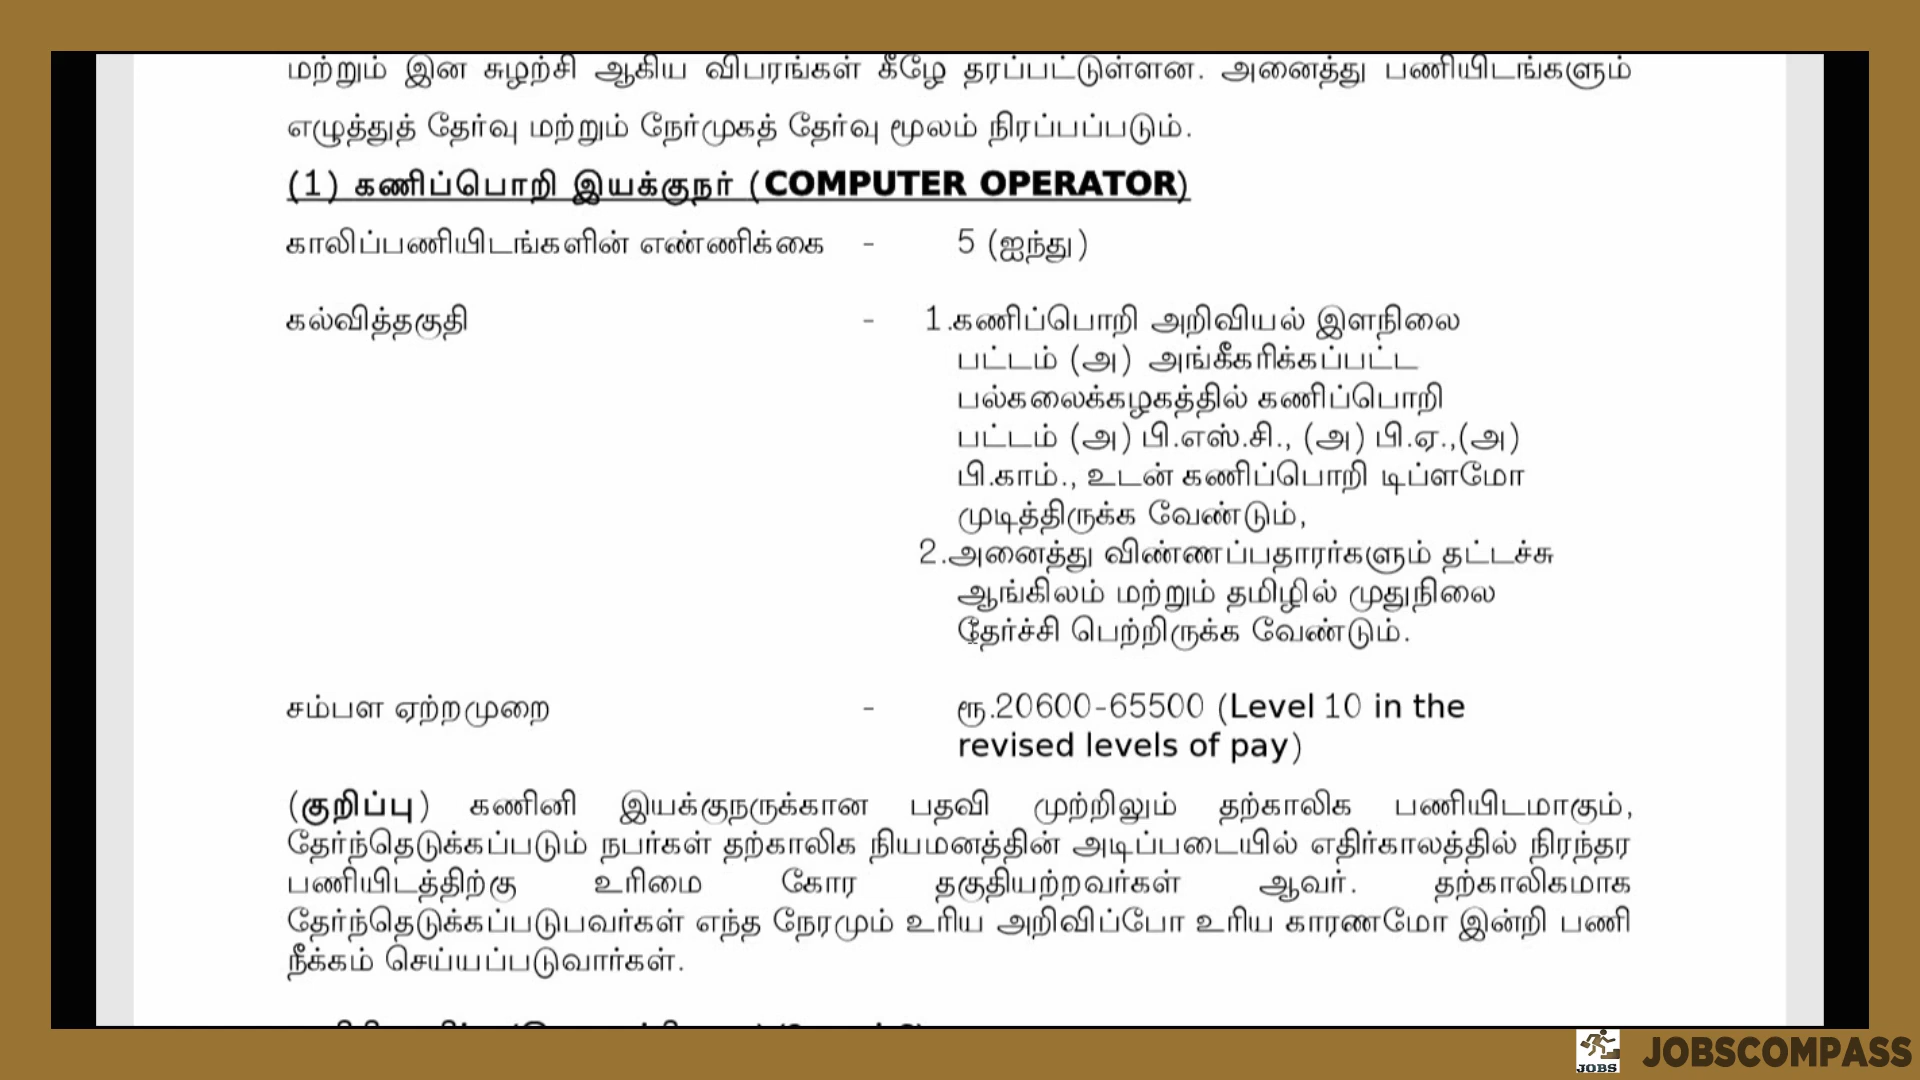 மற்றும் இன சுழற்சி ஆகிய விபரங்கள் கீழே தரப்பட்டுள்ளன. அனைத்து பணியிடங்களும்
எழுத்துத் தேர்வு மற்றும் நேர்முகத் தேர்வு மூலம் நிரப்பப்படும்.
(1) கணிப்பொறி இயக்குநர் (COMPUTER OPERATOR)
காலிப்பணியிடங்களின் எண்ணிக்கை - 5 (ஐந்து)
கல்வித்தகுதி - 1.கணிப்பொறி அறிவியல் இளநிலை
பட்டம் (அ) அங்கீகரிக்கப்பட்ட
பல்கலைக்கழகத்தில் கணிப்பொறி
பட்டம் (அ) பி.எஸ்.சி., (அ) பி.ஏ.,(அ)
பி.காம்., உடன் கணிப்பொறி டிப்ளமோ
முடித்திருக்க வேண்டும்,
2.அனைத்து விண்ணப்பதாரர்களும் தட்டச்சு
ஆங்கிலம் மற்றும் தமிழில் முதுநிலை
தேர்ச்சி பெற்றிருக்க வேண்டும்.
சம்பள ஏற்றமுறை - ரூ.20600-65500 (Level 10 in the
revised levels of pay)
(குறிப்பு) கணினி இயக்குநருக்கான பதவி முற்றிலும் தற்காலிக பணியிடமாகும்,
தேர்ந்தெடுக்கப்படும் நபர்கள் தற்காலிக நியமனத்தின் அடிப்படையில் எதிர்காலத்தில் நிரந்தர
பணியிடத்திற்கு உரிமை கோர தகுதியற்றவர்கள் ஆவர். தற்காலிகமாக
தேர்ந்தெடுக்கப்படுபவர்கள் எந்த நேரமும் உரிய அறிவிப்போ உரிய காரணமோ இன்றி பணி
நீக்கம் செய்யப்படுவார்கள்.
JOBS
JOBSCOMPASS